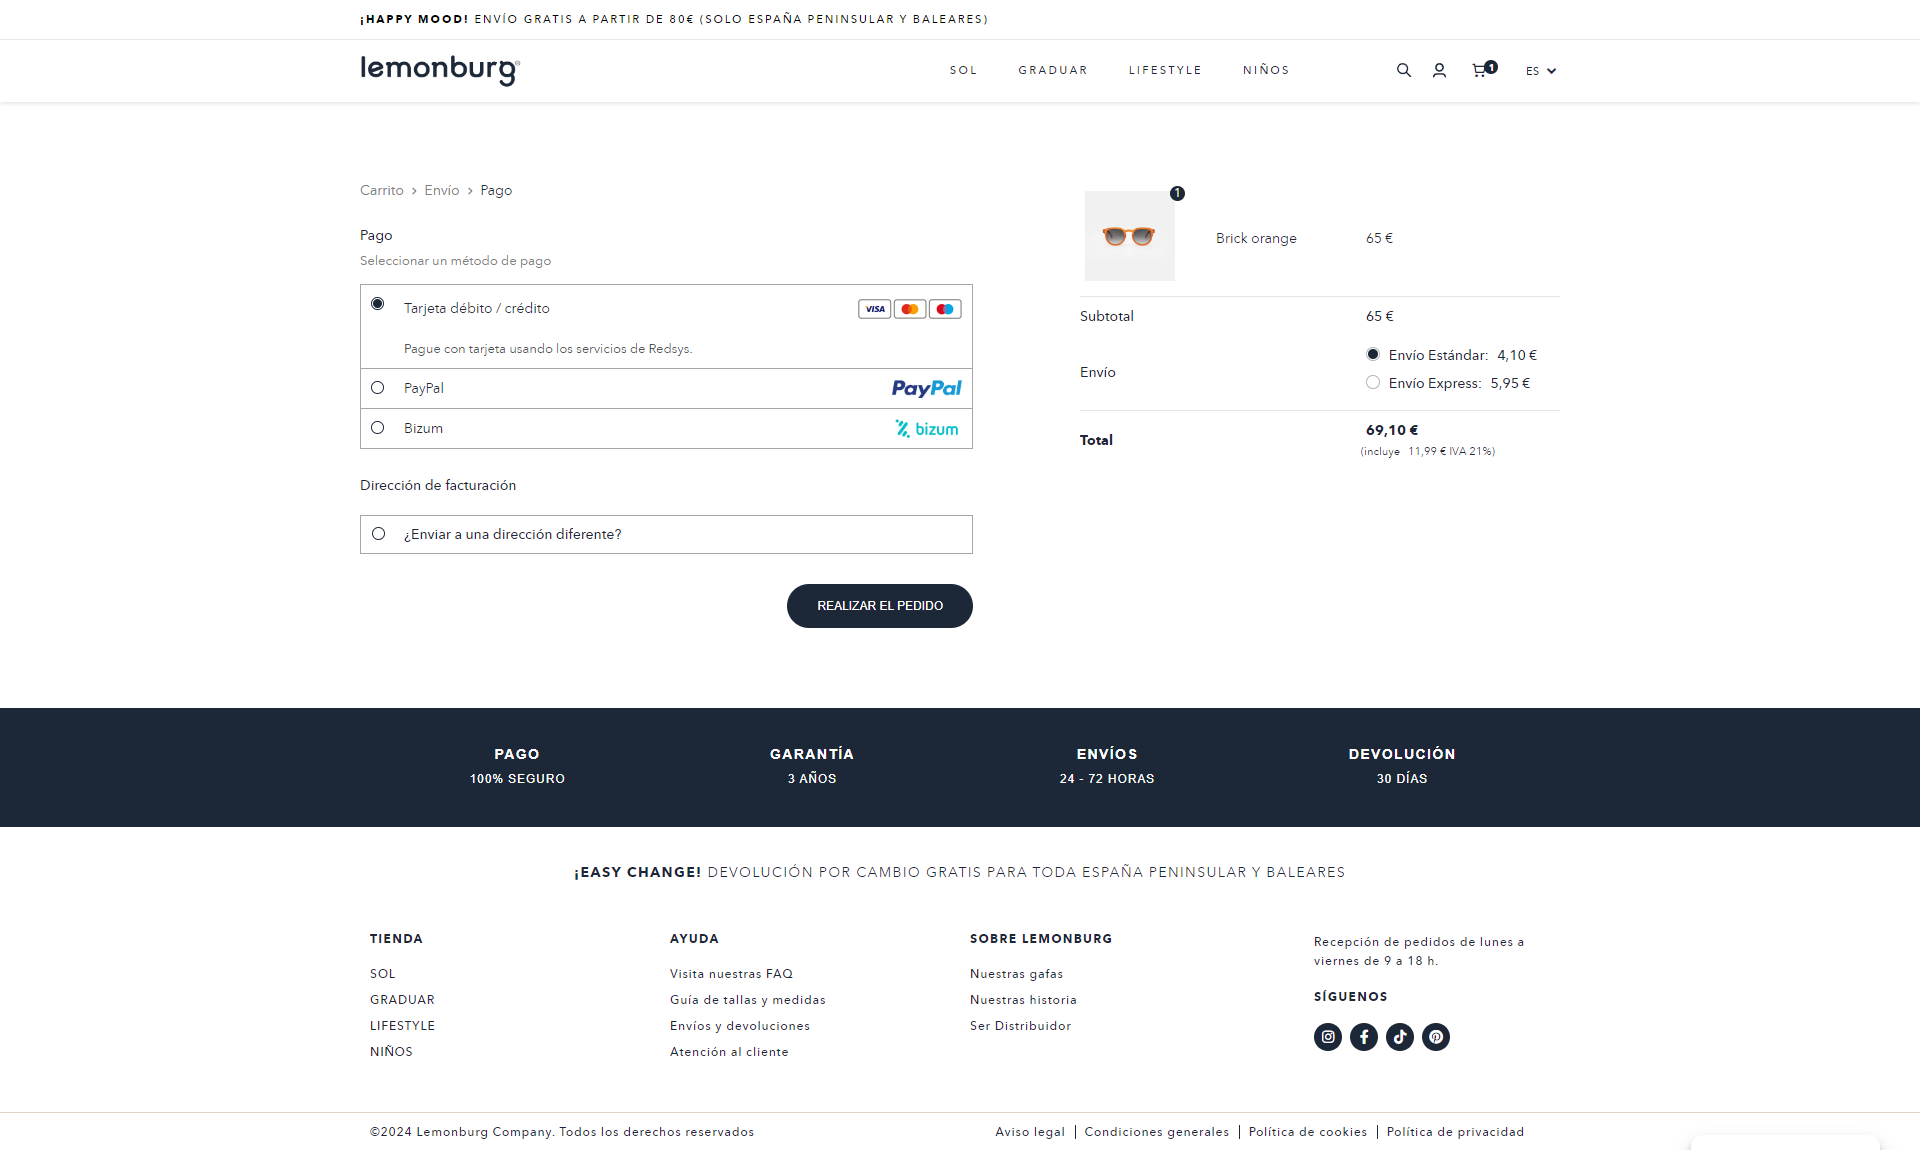 ¡HAPPY MOOD! ENVÍO GRATIS A PARTIR DE 80€ (SOLO ESPAÑA PENINSULAR Y BALEARES)
lemonburg®
SOL GRADUAR LIFESTYLE NIÑOS 1 ES
Carrito > Envío > Pago
Pago
Seleccionar un método de pago
Tarjeta débito / crédito VISA
Pague con tarjeta usando los servicios de Redsys.
PayPal PayPal
Bizum bizum
Dirección de facturación
¿Enviar a una dirección diferente?
REALIZAR EL PEDIDO
1
Brick orange 65 €
Subtotal 65 €
Envío
Envío Estándar: 4,10 €
Envío Express: 5,95 €
Total 69,10 €
(incluye 11,99 € IVA 21%)
PAGO
100% SEGURO
GARANTÍA
3 AÑOS
ENVÍOS
24 - 72 HORAS
DEVOLUCIÓN
30 DÍAS
¡EASY CHANGE! DEVOLUCIÓN POR CAMBIO GRATIS PARA TODA ESPAÑA PENINSULAR Y BALEARES
TIENDA
SOL
GRADUAR
LIFESTYLE
NIÑOS
AYUDA
Visita nuestras FAQ
Guía de tallas y medidas
Envíos y devoluciones
Atención al cliente
SOBRE LEMONBURG
Nuestras gafas
Nuestras historia
Ser Distribuidor
Recepción de pedidos de lunes a
viernes de 9 a 18 h.
SÍGUENOS
©2024 Lemonburg Company. Todos los derechos reservados
Aviso legal | Condiciones generales | Política de cookies | Política de privacidad